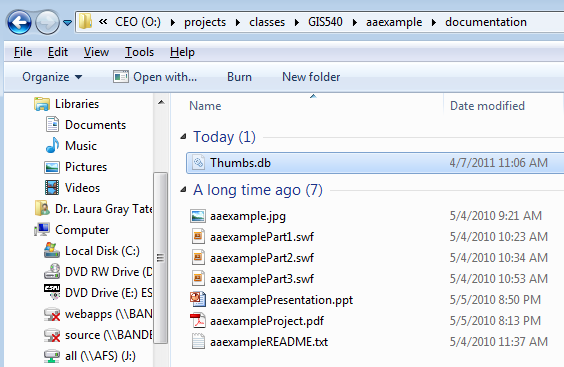 « CEO (O:) ▸ projects ▸ classes ▸ GIS540 ▸ aaexample ▸ documentation
File Edit View Tools Help
Organize Open with... Burn New folder
Libraries
Documents
Music
Pictures
Videos
Dr. Laura Gray Tate
Computer
Local Disk (C:)
DVD RW Drive (D
DVD Drive (E:) ES
webapps (\\BAN
source (\\BANDE
all (\\AFS) (J:)
Name Date modified
Today (1)
Thumbs.db 4/7/2011 11:06 AM
A long time ago (7)
aaexample.jpg 5/4/2010 9:21 AM
aaexamplePart1.swf 5/4/2010 10:23 AM
aaexamplePart2.swf 5/4/2010 10:34 AM
aaexamplePart3.swf 5/4/2010 10:53 AM
aaexamplePresentation.ppt 5/5/2010 8:50 PM
aaexampleProject.pdf 5/5/2010 8:13 PM
aaexampleREADME.txt 5/4/2010 11:37 AM